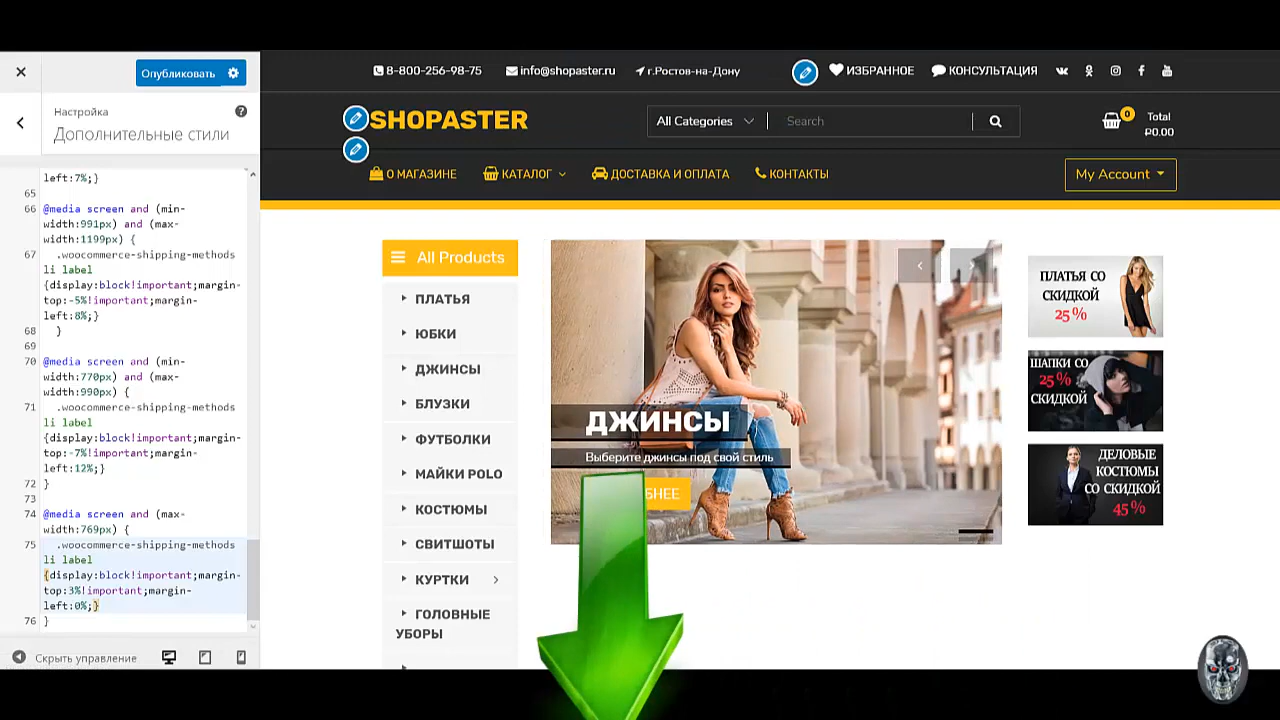 Опубликовать
Настройка
Дополнительные стили
left:7%;}
65
66 @media screen and (min-
width:991px) and (max-
width:1199px) {
67 .woocommerce-shipping-methods
li label
{display:block!important;margin-
top:-5%!important;margin-
left:8%;}
68 }
69
70 @media screen and (min-
width:770px) and (max-
width:990px) {
71 .woocommerce-shipping-methods
li label
{display:block!important;margin-
top:-7%!important;margin-
left:12%;}
72 }
73
74 @media screen and (max-
width:769px) {
75 .woocommerce-shipping-methods
li label
{display:block!important;margin-
top:3%!important;margin-
left:0%;}
76 }
Скрыть управление
8-800-256-98-75 info@shopaster.ru г.Ростов-на-Дону ИЗБРАННОЕ КОНСУЛЬТАЦИЯ
SHOPASTER
All Categories Search
0 Total
₽0.00
О МАГАЗИНЕ КАТАЛОГ ДОСТАВКА И ОПЛАТА КОНТАКТЫ My Account
All Products
ПЛАТЬЯ
ЮБКИ
ДЖИНСЫ
БЛУЗКИ
ФУТБОЛКИ
МАЙКИ POLO
КОСТЮМЫ
СВИТШОТЫ
КУРТКИ
ГОЛОВНЫЕ
УБОРЫ
ДЖИНСЫ
Выберите джинсы под свой стиль
ПЛАТЬЯ СО
СКИДКОЙ
25%
ШАПКИ СО
25%
СКИДКОЙ
ДЕЛОВЫЕ
КОСТЮМЫ
СО СКИДКОЙ
45%